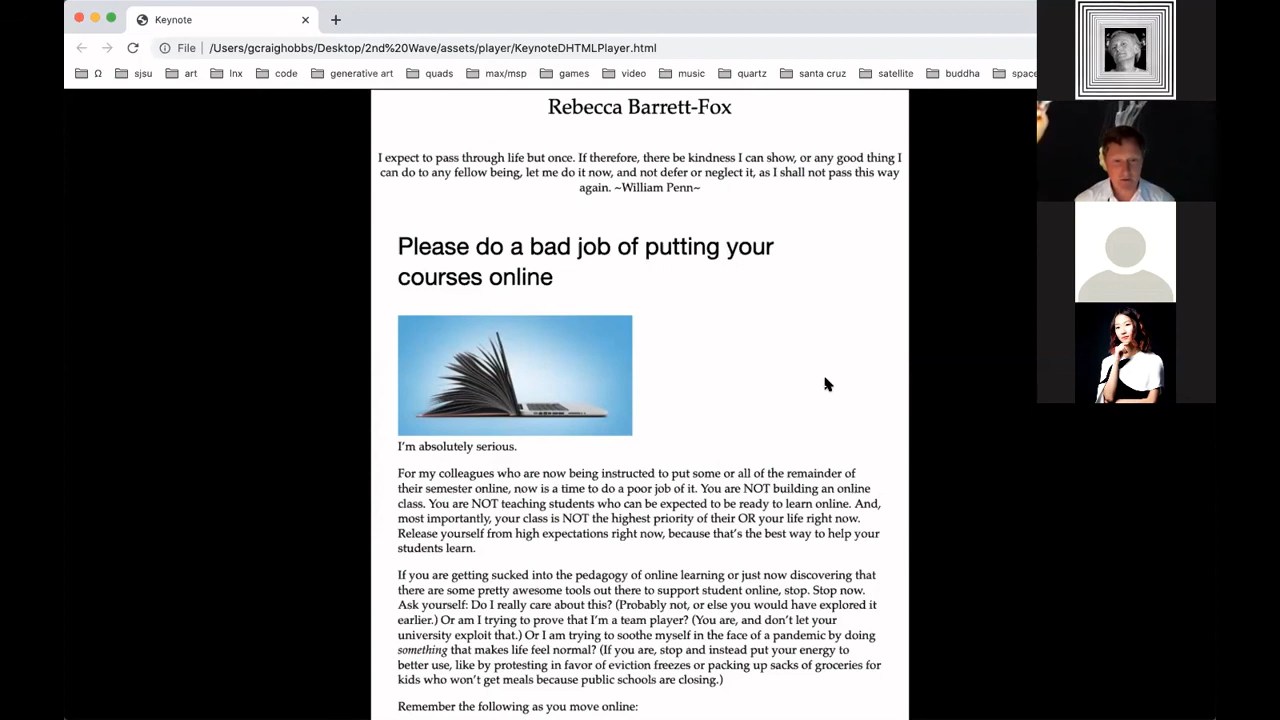 Keynote
File
/Users/gcraighobbs/Desktop/2nd%20Wave/assets/player/KeynoteDHTMLPlayer.html
Ω sjsu art lnx code generative art quads max/msp games video music quartz santa cruz satellite buddha space
Rebecca Barrett-Fox
I expect to pass through life but once. If therefore, there be kindness I can show, or any good thing I
can do to any fellow being, let me do it now, and not defer or neglect it, as I shall not pass this way
again. ~William Penn~
Please do a bad job of putting your
courses online
I'm absolutely serious.
For my colleagues who are now being instructed to put some or all of the remainder of
their semester online, now is a time to do a poor job of it. You are NOT building an online
class. You are NOT teaching students who can be expected to be ready to learn online. And,
most importantly, your class is NOT the highest priority of their OR your life right now.
Release yourself from high expectations right now, because that's the best way to help your
students learn.
If you are getting sucked into the pedagogy of online learning or just now discovering that
there are some pretty awesome tools out there to support student online, stop. Stop now.
Ask yourself: Do I really care about this? (Probably not, or else you would have explored it
earlier.) Or am I trying to prove that I'm a team player? (You are, and don't let your
university exploit that.) Or I am trying to soothe myself in the face of a pandemic by doing
something that makes life feel normal? (If you are, stop and instead put your energy to
better use, like by protesting in favor of eviction freezes or packing up sacks of groceries for
kids who won't get meals because public schools are closing.)
Remember the following as you move online: